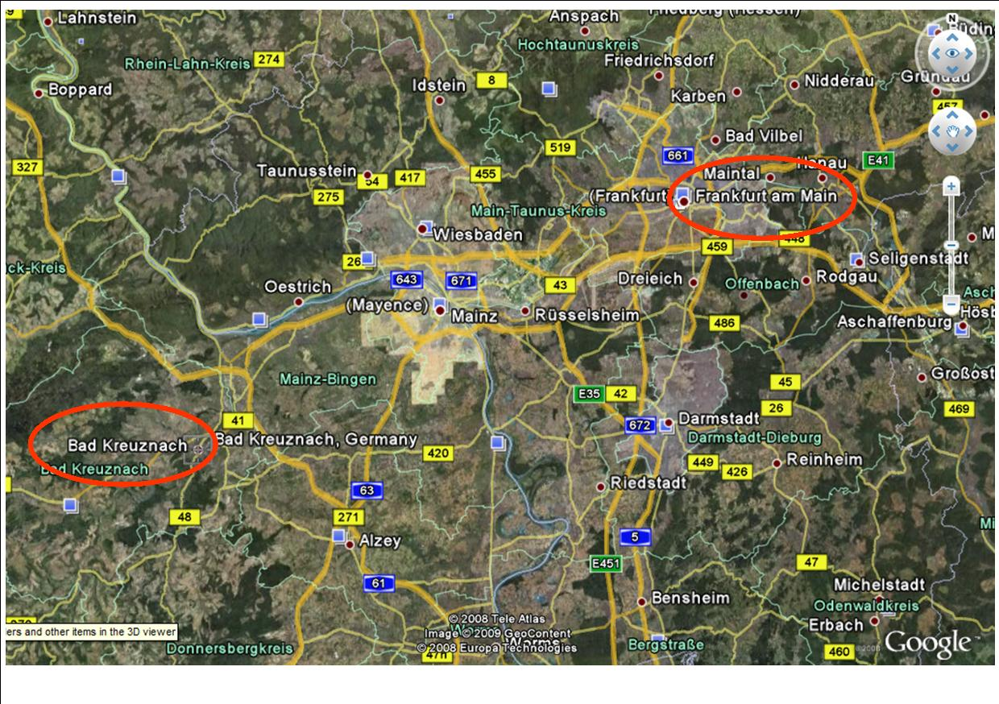 Lahnstein
Anspach
Friedberg (Hessen)
Hochtaunuskreis
Rhein-Lahn-Kreis
274
Friedrichsdorf
Boppard
Idstein
8
Karben
Nidderau
457
Bad Vilbel
519
661
E41
327
Taunusstein
54
417
455
Maintal
Hanau
275
(Frankfurt)
Frankfurt am Main
Main-Taunus-Kreis
Wiesbaden
459
448
26
Seligenstadt
ck-Kreis
643
671
43
Dreieich
Offenbach
Rodgau
Oestrich
(Mayence)
Mainz
Rüsselsheim
486
Aschaffenburg
Hösb
Asch
Mainz-Bingen
Großost
45
E35
42
26
469
41
672
Darmstadt
Darmstadt-Dieburg
Bad Kreuznach
Bad Kreuznach, Germany
420
Bad Kreuznach
449
426
Reinheim
63
Riedstadt
48
271
Alzey
5
Mi
E451
47
61
Michelstadt
Bensheim
Odenwaldkreis
Erbach
© 2008 Tele Atlas
Image © 2009 GeoContent
© 2008 Europa Technologies
Worms
ers and other items in the 3D viewer
Donnersbergkreis
Bergstraße
460
©2008 Google™
N